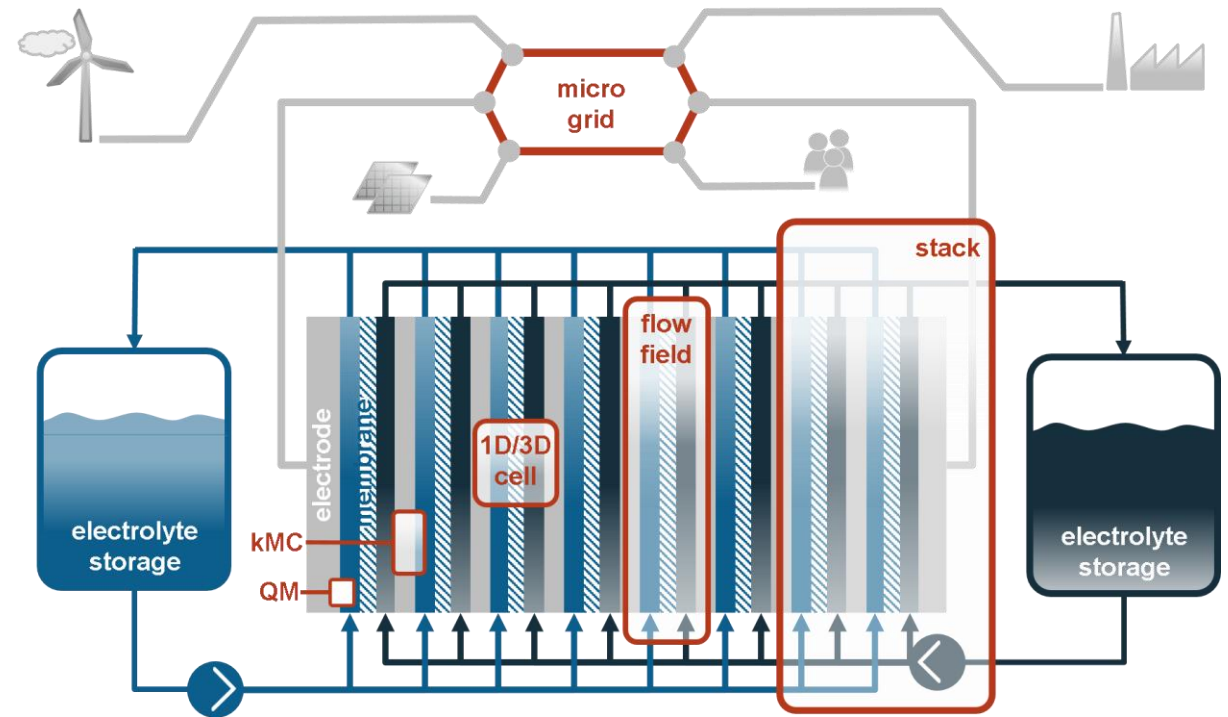 micro
grid
stack
flow
field
electrode
membrane
1D/3D
cell
kMC
QM
electrolyte
storage
electrolyte
storage